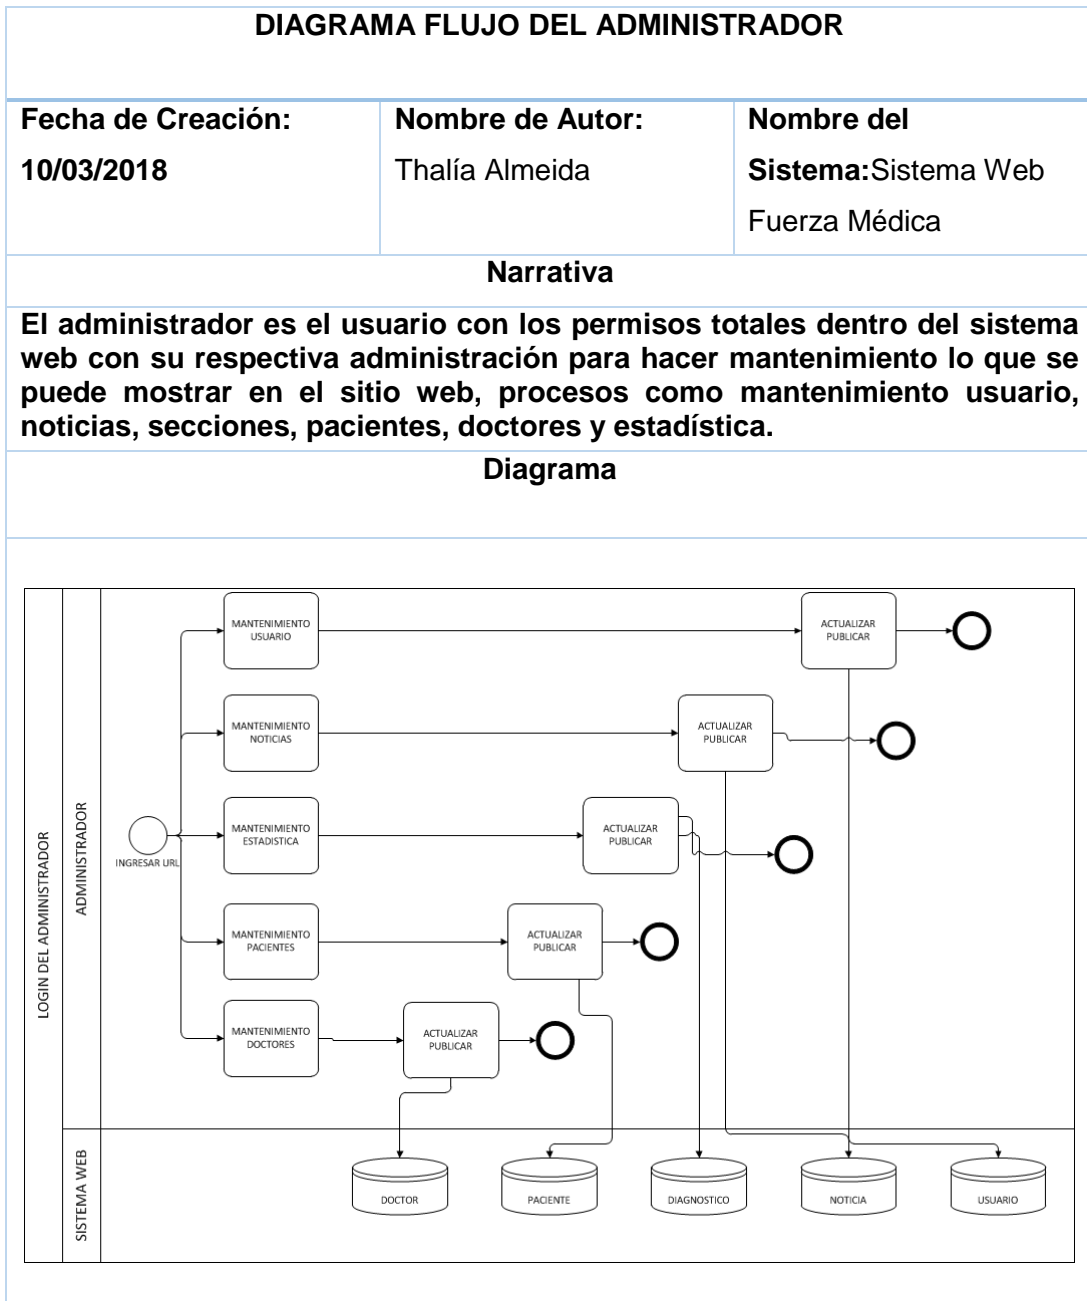 DIAGRAMA FLUJO DEL ADMINISTRADOR
Fecha de Creación:
10/03/2018
Nombre de Autor:
Thalía Almeida
Nombre del
Sistema:Sistema Web
Fuerza Médica
Narrativa
El administrador es el usuario con los permisos totales dentro del sistema
web con su respectiva administración para hacer mantenimiento lo que se
puede mostrar en el sitio web, procesos como mantenimiento usuario,
noticias, secciones, pacientes, doctores y estadística.
Diagrama
LOGIN DEL ADMINISTRADOR
ADMINISTRADOR
INGRESAR URL
MANTENIMIENTO
USUARIO
ACTUALIZAR
PUBLICAR
MANTENIMIENTO
NOTICIAS
ACTUALIZAR
PUBLICAR
MANTENIMIENTO
ESTADISTICA
ACTUALIZAR
PUBLICAR
MANTENIMIENTO
PACIENTES
ACTUALIZAR
PUBLICAR
MANTENIMIENTO
DOCTORES
ACTUALIZAR
PUBLICAR
SISTEMA WEB
DOCTOR
PACIENTE
DIAGNOSTICO
NOTICIA
USUARIO